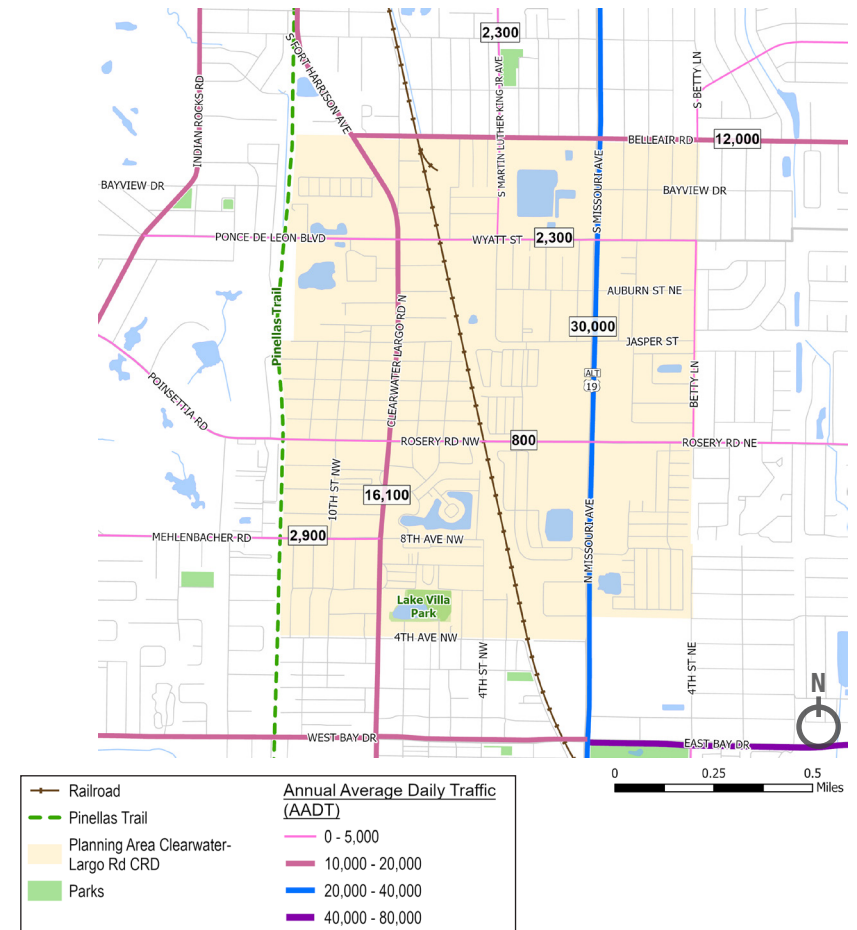 2,300
S FORT HARRISON AVE
INDIAN ROCKS RD
S MARTIN LUTHER KING JR AVE
S BETTY LN
BELLEAIR RD
12,000
BAYVIEW DR
BAYVIEW DR
S MISSOURI AVE
PONCE DE LEON BLVD
WYATT ST
2,300
AUBURN ST NE
Pinellas Trail
CLEARWATER LARGO RD N
30,000
JASPER ST
ALT
19
BETTY LN
POINSETTIA RD
ROSERY RD NW
800
ROSERY RD NE
10TH ST NW
16,100
MEHLENBACHER RD
2,900
8TH AVE NW
N MISSOURI AVE
Lake Villa
Park
4TH AVE NW
4TH ST NW
4TH ST NE
N
WEST BAY DR
EAST BAY DR
0 0.25 0.5
Miles
Railroad
Pinellas Trail
Planning Area Clearwater-
Largo Rd CRD
Parks
Annual Average Daily Traffic
(AADT)
0 - 5,000
10,000 - 20,000
20,000 - 40,000
40,000 - 80,000